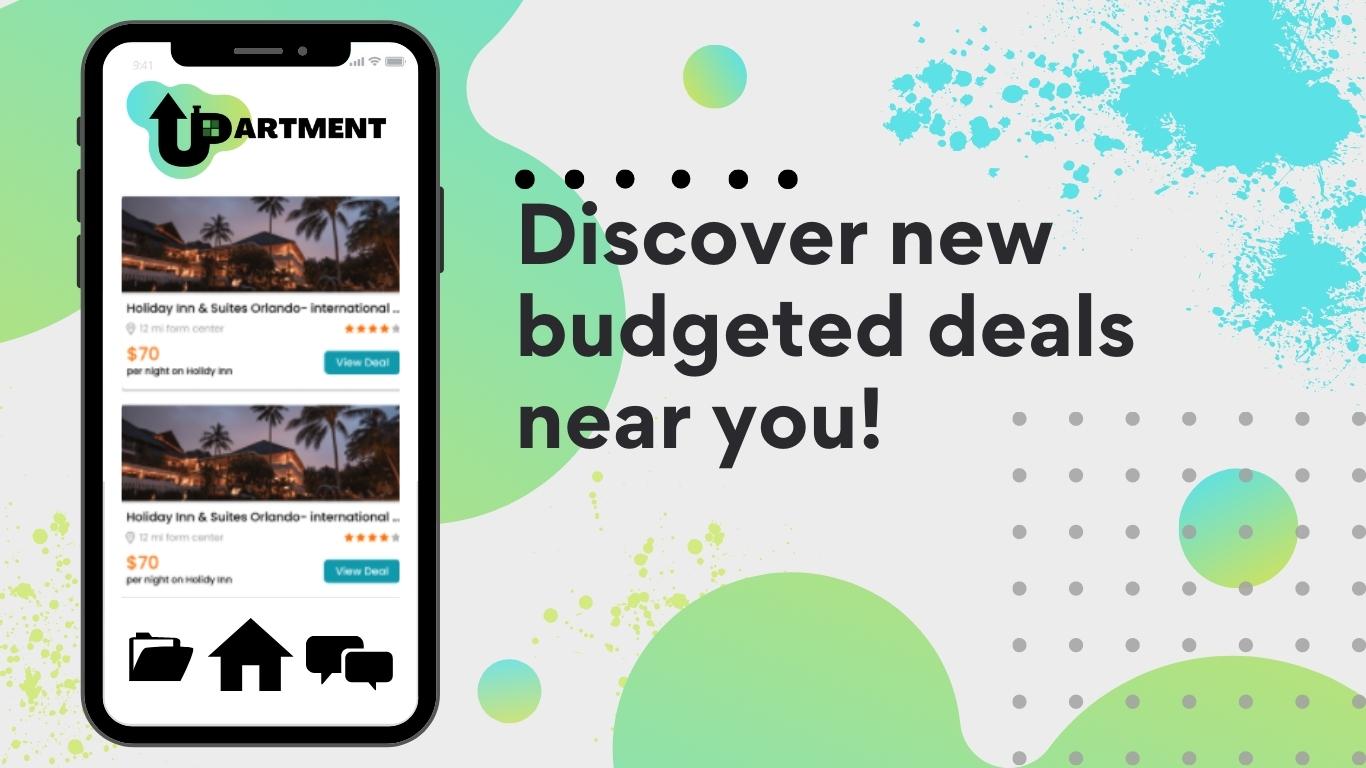 9:41
UPARTMENT
Holiday Inn & Suites Orlando- international ...
12 mi form center
$70
per night on Holidy Inn
View Deal
Holiday Inn & Suites Orlando- international ...
12 mi form center
$70
per night on Holidy Inn
View Deal
Discover new
budgeted deals
near you!